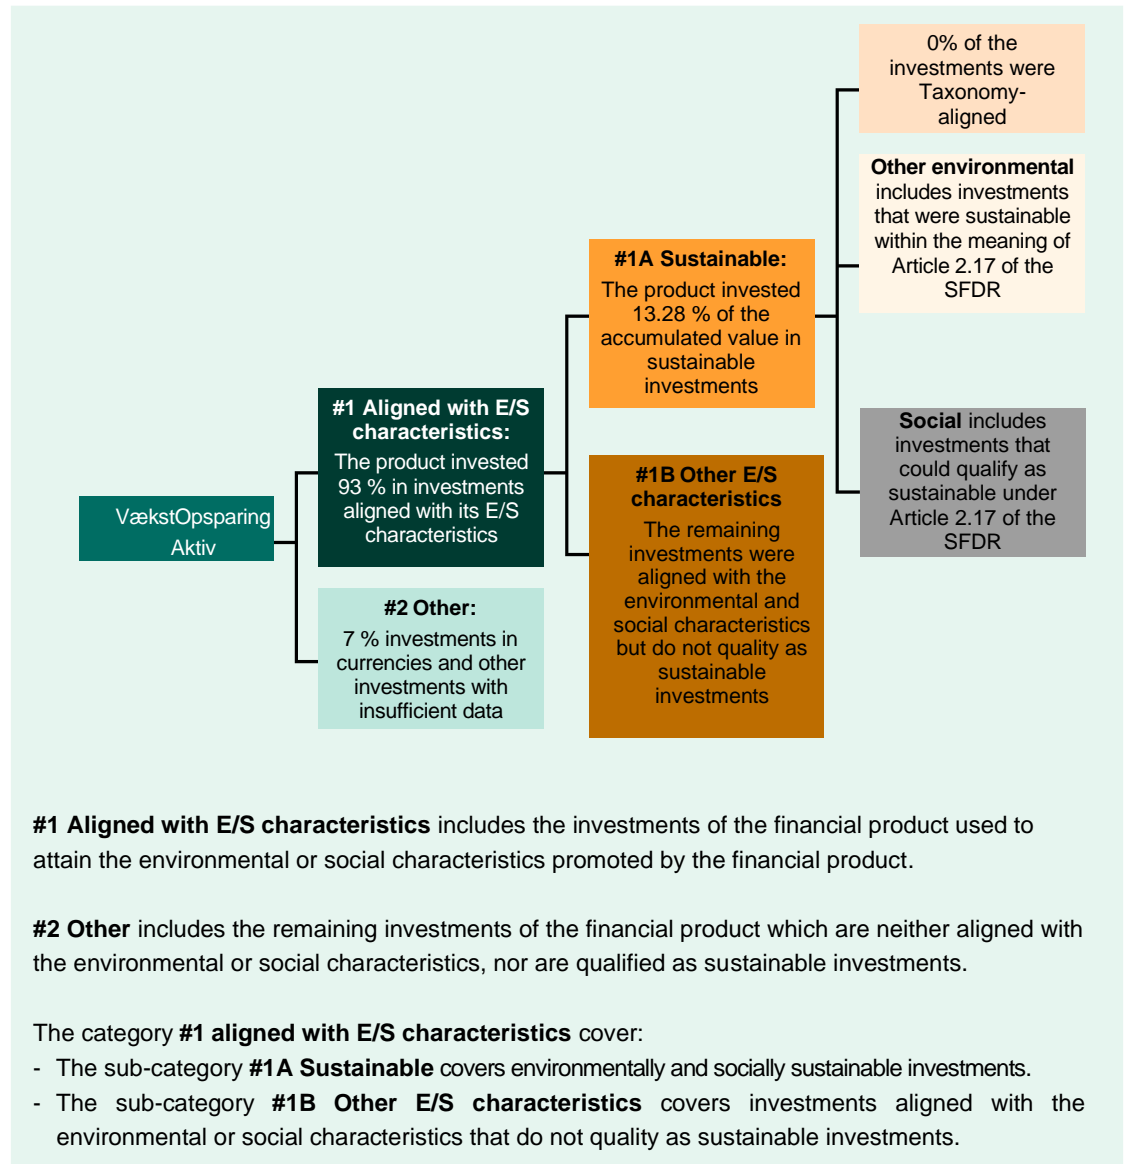 VækstOpsparing
Aktiv
#1 Aligned with E/S
characteristics:
The product invested
93 % in investments
aligned with its E/S
characteristics
#2 Other:
7 % investments in
currencies and other
investments with
insufficient data
#1A Sustainable:
The product invested
13.28 % of the
accumulated value in
sustainable
investments
#1B Other E/S
characteristics
The remaining
investments were
aligned with the
environmental and
social characteristics
but do not quality as
sustainable
investments
0% of the
investments were
Taxonomy-
aligned
Other environmental
includes investments
that were sustainable
within the meaning of
Article 2.17 of the
SFDR
Social includes
investments that
could qualify as
sustainable under
Article 2.17 of the
SFDR
#1 Aligned with E/S characteristics includes the investments of the financial product used to
attain the environmental or social characteristics promoted by the financial product.
#2 Other includes the remaining investments of the financial product which are neither aligned with
the environmental or social characteristics, nor are qualified as sustainable investments.
The category #1 aligned with E/S characteristics cover:
- The sub-category #1A Sustainable covers environmentally and socially sustainable investments.
- The sub-category #1B Other E/S characteristics covers investments aligned with the
environmental or social characteristics that do not quality as sustainable investments.